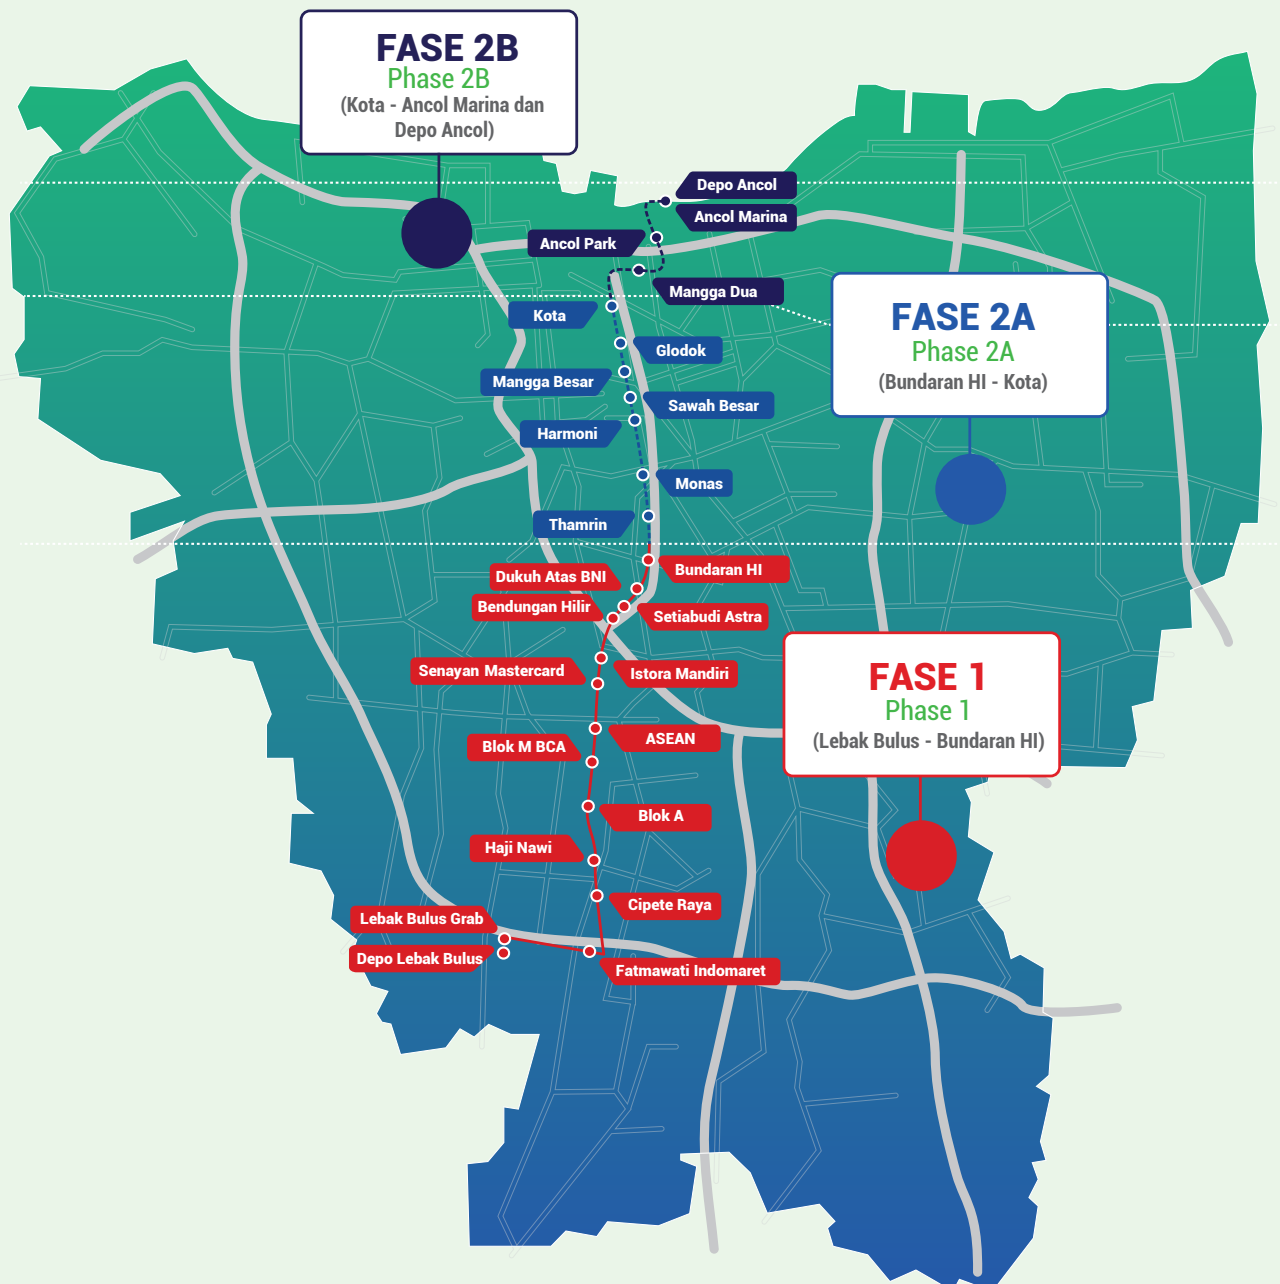 FASE 2B
Phase 2B
(Kota - Ancol Marina dan
Depo Ancol)
Depo Ancol
Ancol Marina
Ancol Park
Mangga Dua
FASE 2A
Phase 2A
(Bundaran HI - Kota)
Kota
Glodok
Mangga Besar
Sawah Besar
Harmoni
Monas
Thamrin
Bundaran HI
Dukuh Atas BNI
Bendungan Hilir
Setiabudi Astra
Senayan Mastercard
Istora Mandiri
FASE 1
Phase 1
(Lebak Bulus - Bundaran HI)
ASEAN
Blok M BCA
Blok A
Haji Nawi
Cipete Raya
Lebak Bulus Grab
Depo Lebak Bulus
Fatmawati Indomaret